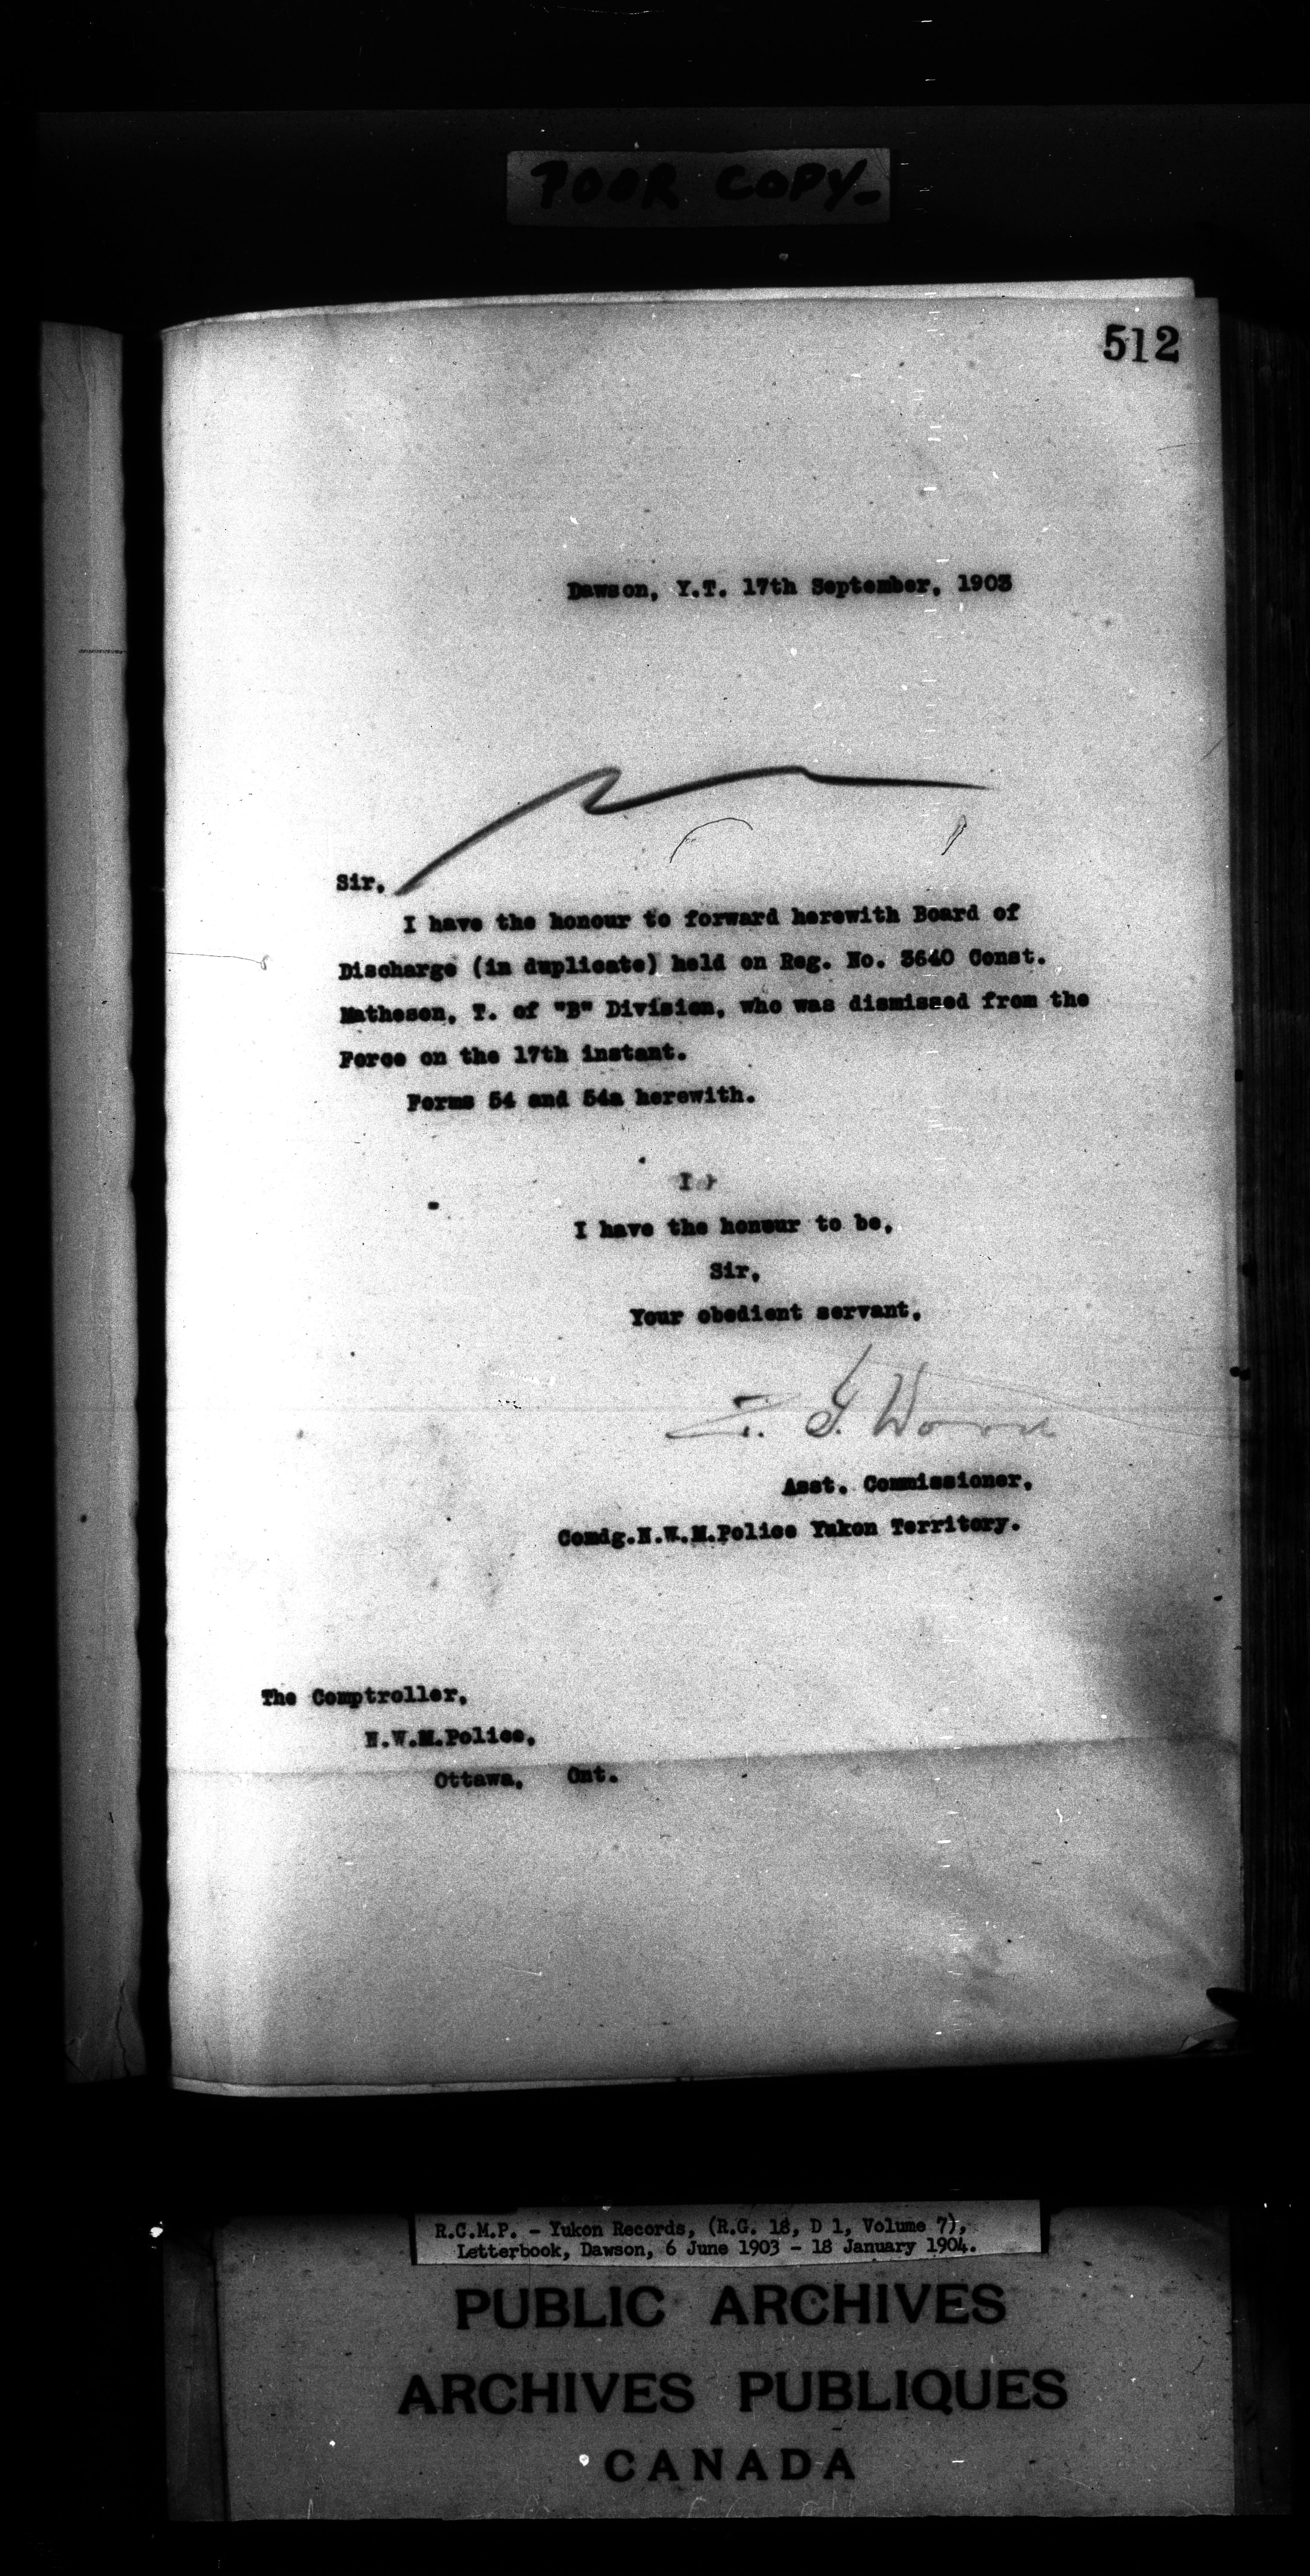 POOR COPY-
512
Dawson, Y.T. 17th September, 1903
Sir,
I have the honour to forward herewith Board of
Discharge (in duplicate) held on Reg. No. 3640 Const.
Matheson, T. of "B" Division, who was dismissed from the
Force on the 17th instant.
Forms 54 and 54a herewith.
I
I have the honour to be,
Sir,
Your obedient servant,
Z. T. Wood
Asst. Commissioner,
Comdg.N.W.M.Police Yukon Territory.
The Comptroller,
N.W.M.Police,
Ottawa, Ont.
R.C.M.P. - Yukon Records, (R.G. 18, D 1, Volume 7),
Letterbook, Dawson, 6 June 1903 - 18 January 1904.
PUBLIC ARCHIVES
ARCHIVES PUBLIQUES
CANADA